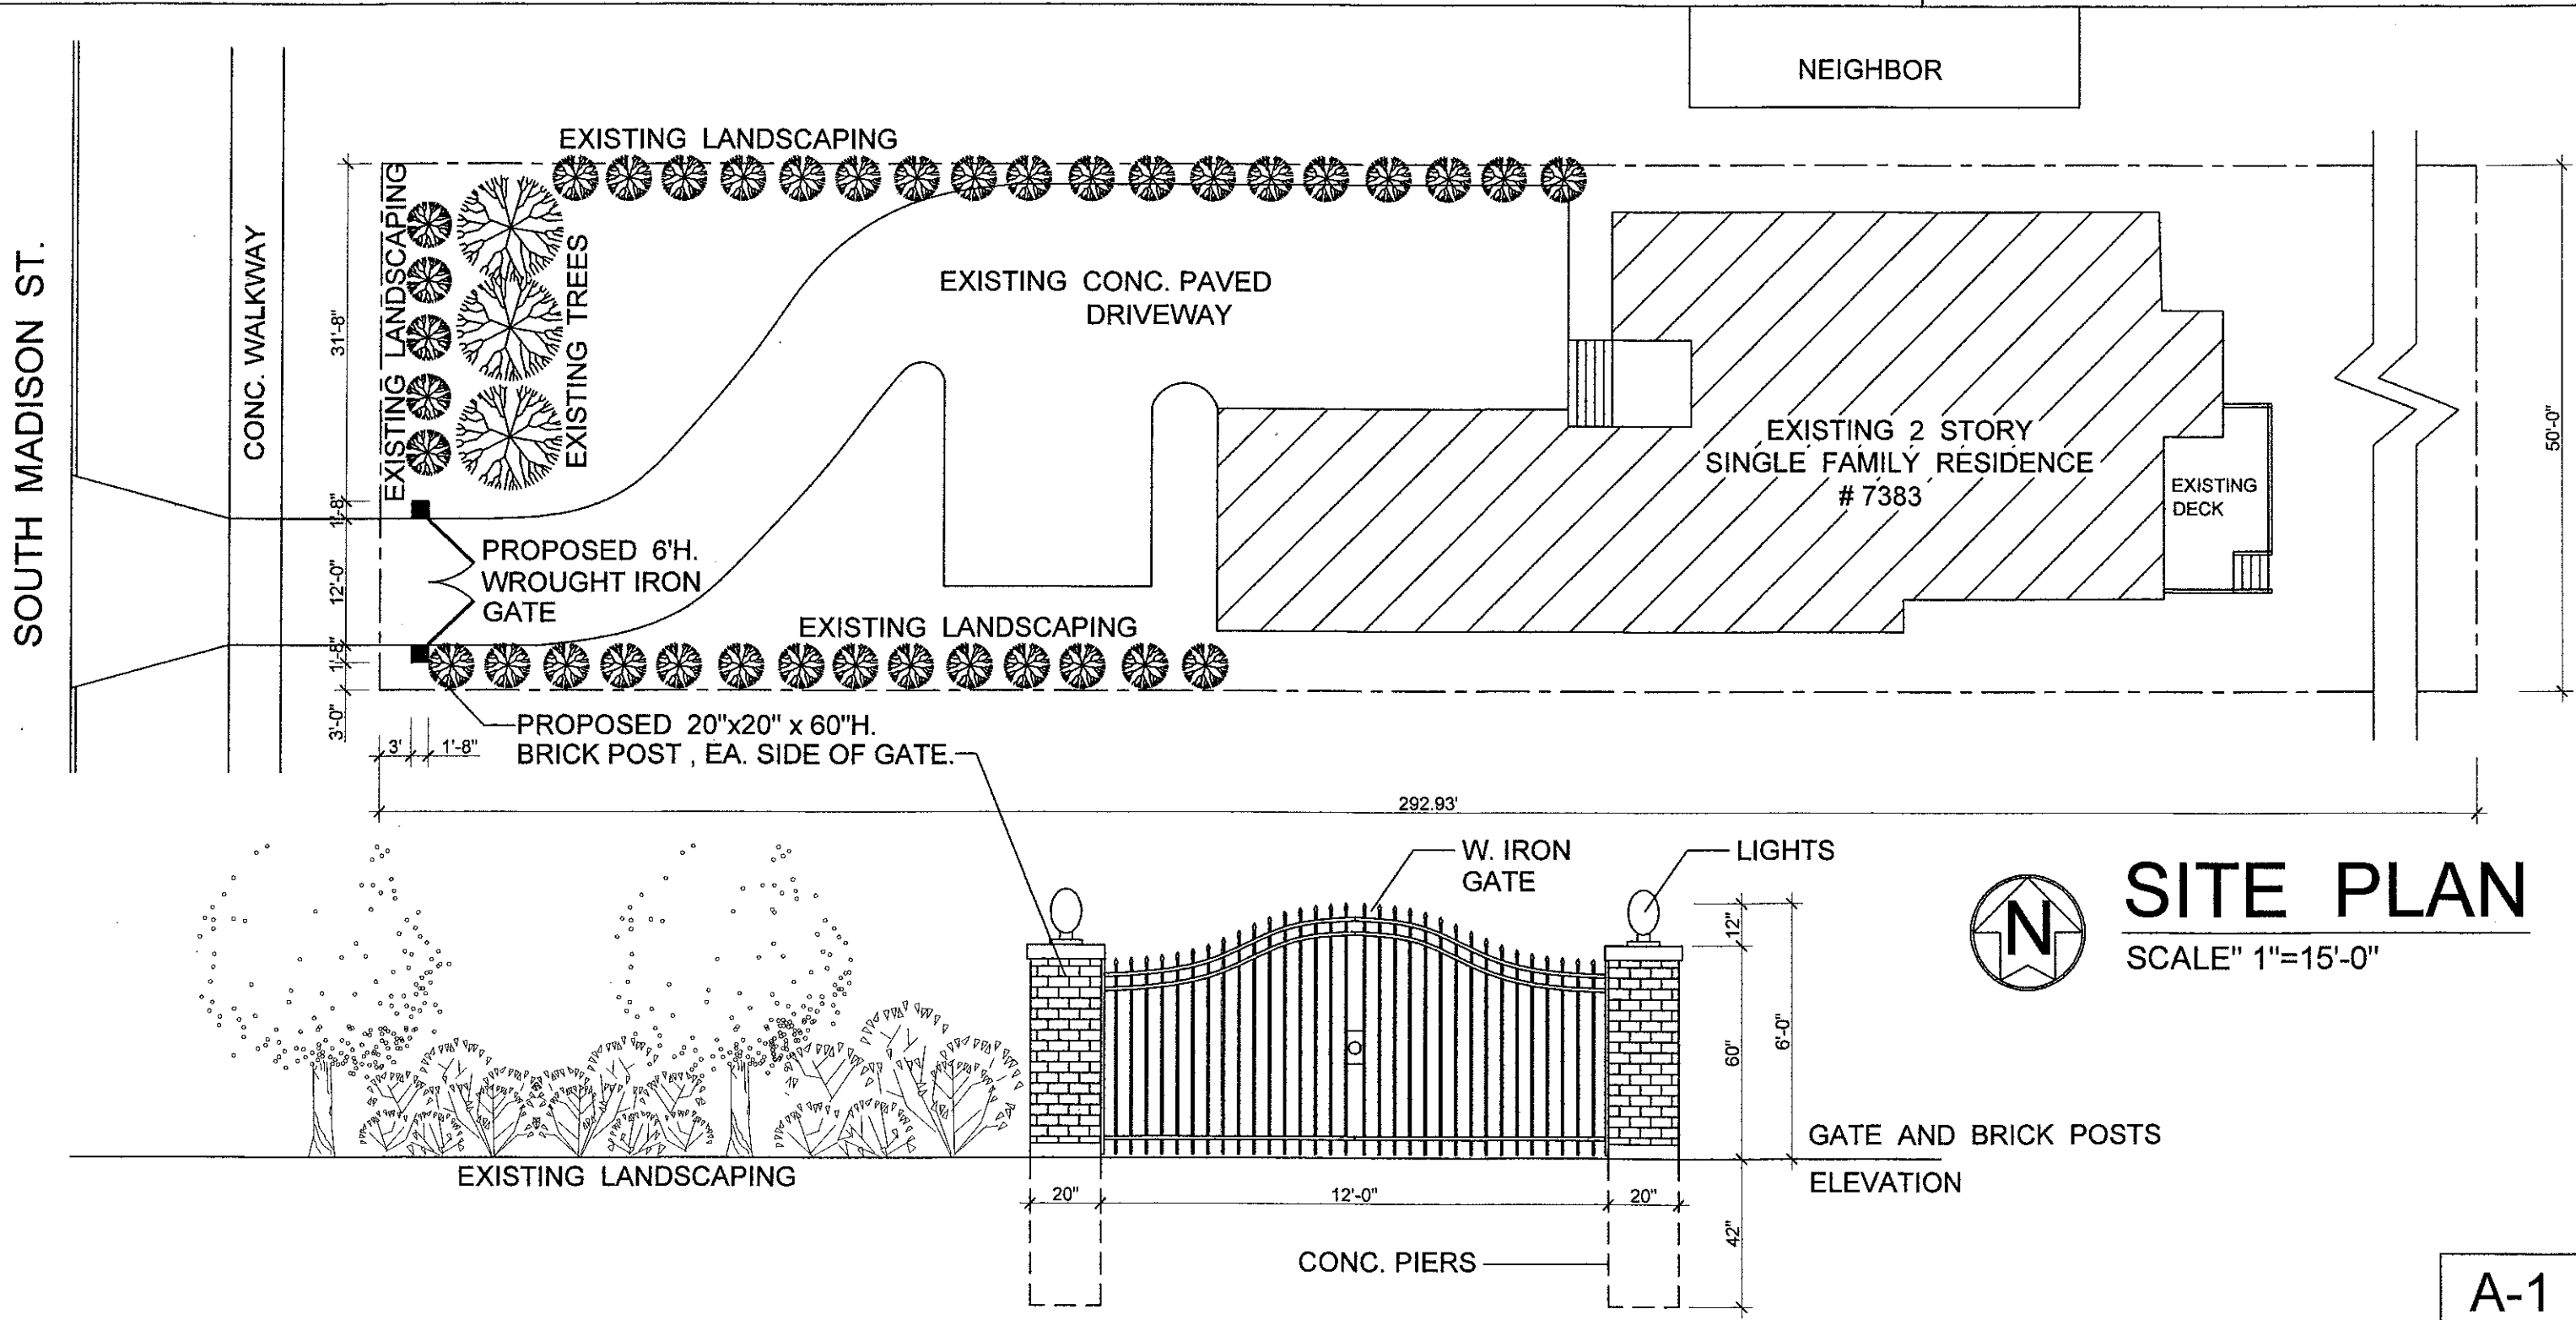 NEIGHBOR
SOUTH MADISON ST.
CONC. WALKWAY
EXISTING LANDSCAPING
EXISTING LANDSCAPING
EXISTING LANDSCAPING
EXISTING TREES
EXISTING CONC. PAVED
DRIVEWAY
EXISTING 2 STORY
SINGLE FAMILY RESIDENCE
# 7383
EXISTING
DECK
50'-0"
31'-8"
1'-8"
12'-0"
1'-8"
3'-0"
PROPOSED 6'H.
WROUGHT IRON
GATE
EXISTING LANDSCAPING
3'
1'-8"
PROPOSED 20"x20" x 60"H.
BRICK POST , EA. SIDE OF GATE.
292.93'
W. IRON
GATE
LIGHTS
N
SITE PLAN
SCALE" 1"=15'-0"
12"
60"
6'-0"
42"
GATE AND BRICK POSTS
ELEVATION
EXISTING LANDSCAPING
20"
12'-0"
20"
CONC. PIERS
A-1